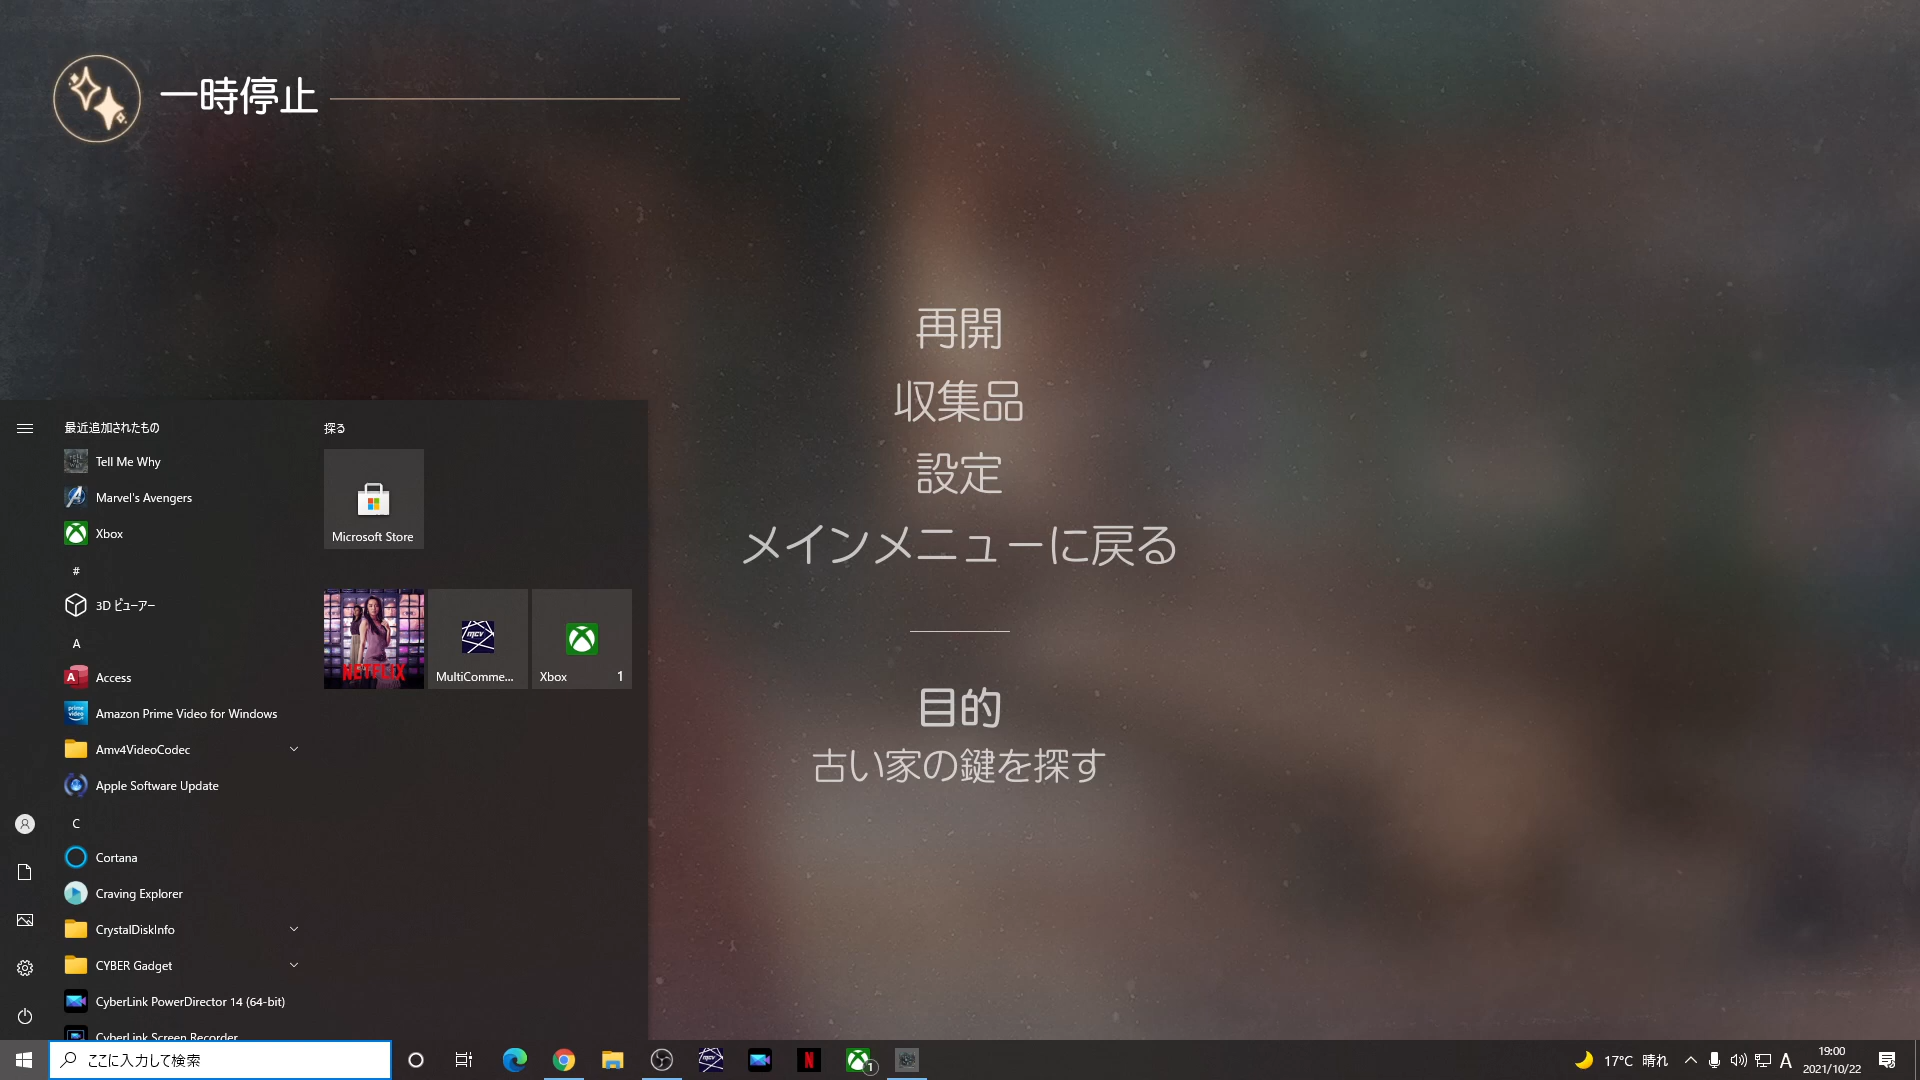 一時停止
再開
収集品
設定
メインメニューに戻る
目的
古い家の鍵を探す
最近追加されたもの
Tell Me Why
Marvel's Avengers
Xbox
#
3D ビューアー
A
Access
Amazon Prime Video for Windows
Amv4VideoCodec
Apple Software Update
C
Cortana
Craving Explorer
CrystalDiskInfo
CYBER Gadget
CyberLink PowerDirector 14 (64-bit)
CyberLink Screen Recorder
探る
Microsoft Store
NETFLIX
mcv
MultiComme...
Xbox 1
ここに入力して検索
1
17°C 晴れ
A
19:00
2021/10/22